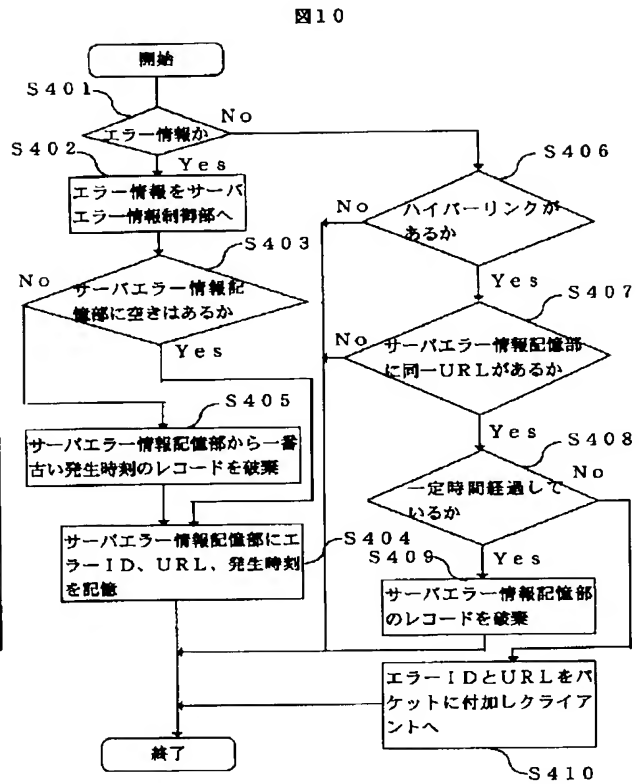 図10
開始
S401
エラー情報か
No
Yes
S402
エラー情報をサーバ
エラー情報制御部へ
S403
No
サーバエラー情報記
憶部に空きはあるか
Yes
S405
サーバエラー情報記憶部から一番
古い発生時刻のレコードを破棄
サーバエラー情報記憶部にエ
ラーID、URL、発生時刻
を記憶
S404
終了
S406
No
ハイパーリンクが
あるか
Yes
S407
No
サーバエラー情報記憶部
に同一URLがあるか
Yes
S408
No
一定時間経過して
いるか
S409
Yes
サーバエラー情報記憶部
のレコードを破棄
エラーIDとURLをパ
ケットに付加しクライア
ントへ
S410